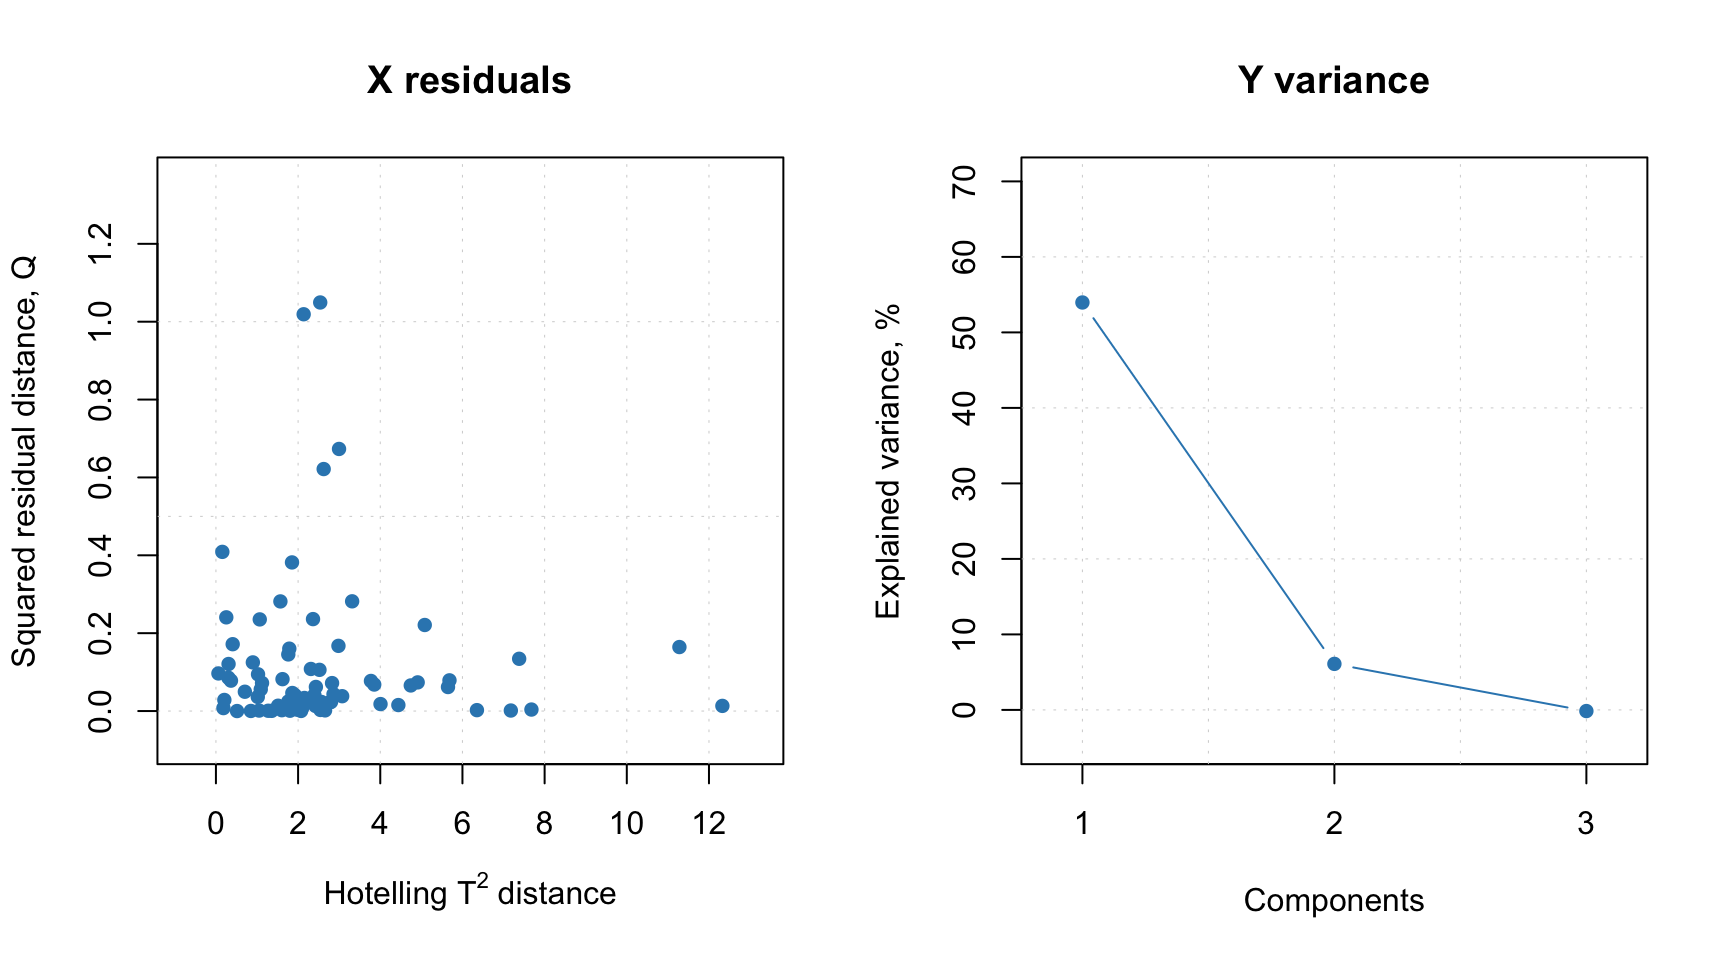 X residuals
Squared residual distance, Q
1.2
1.0
0.8
0.6
0.4
0.2
0.0
0 2 4 6 8 10 12
Hotelling T² distance
Y variance
Explained variance, %
70
60
50
40
30
20
10
0
1 2 3
Components